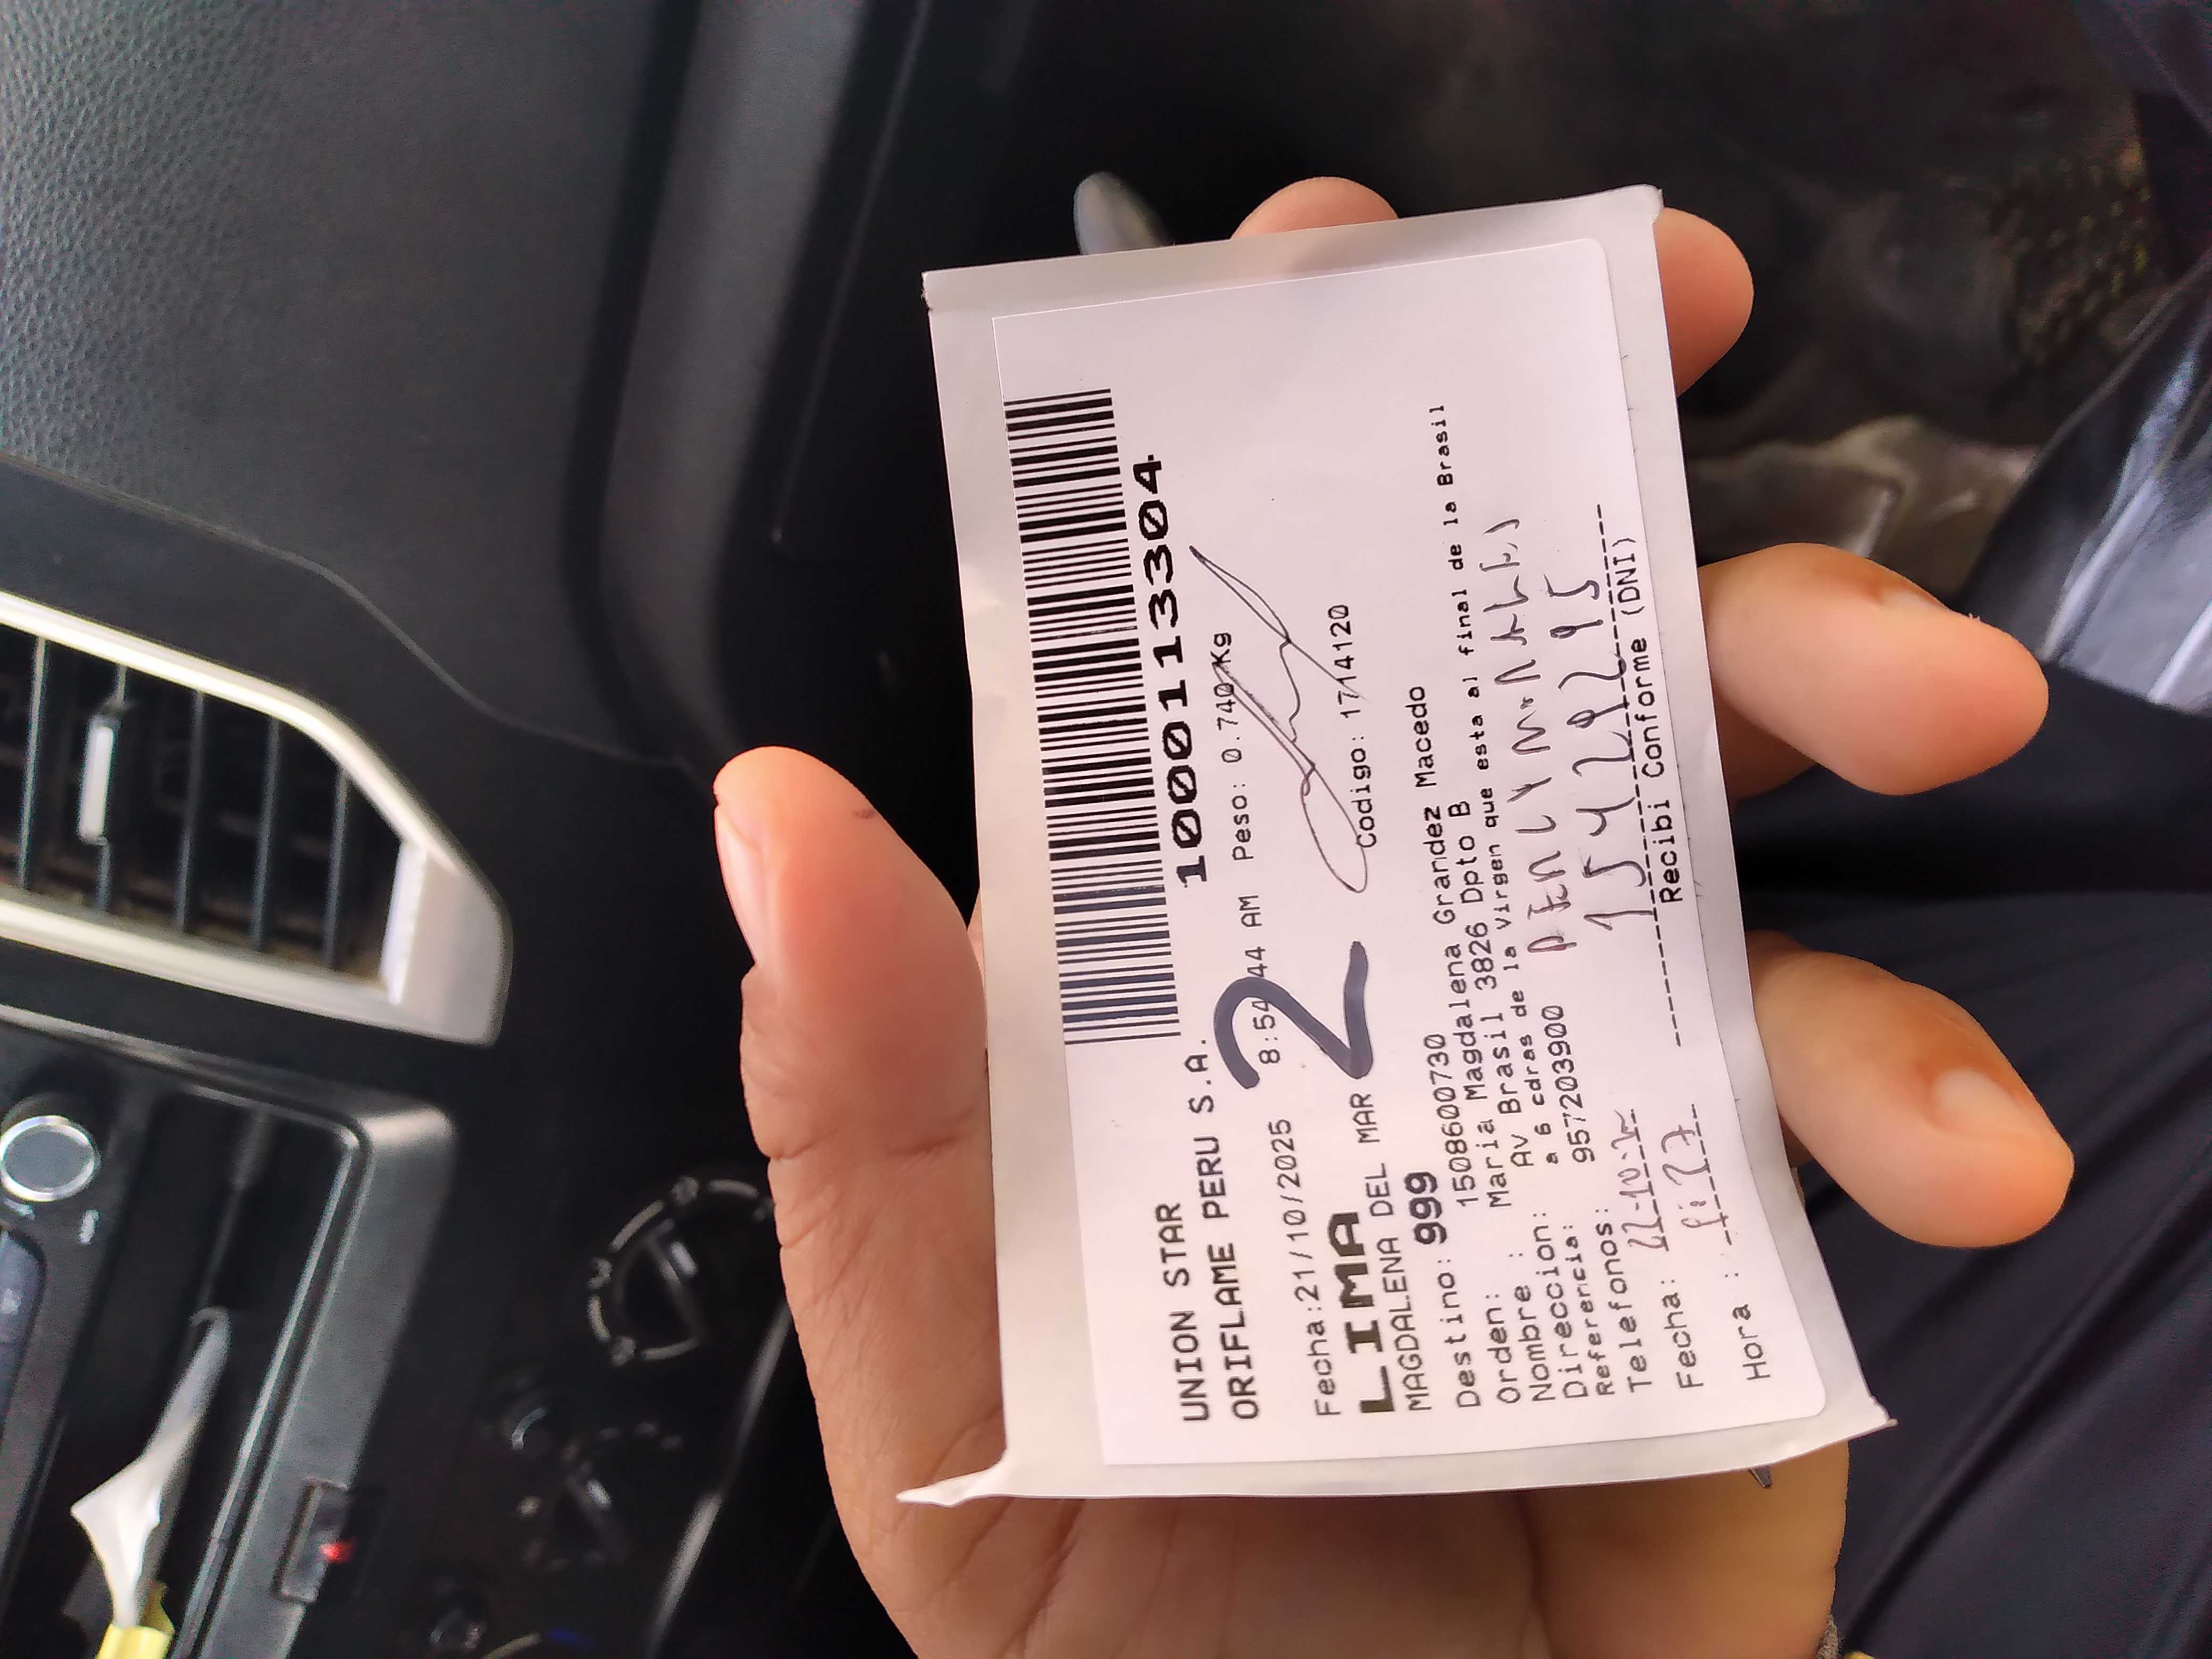 UNION STAR
ORIFLAME PERU S.A.
1000113304
Fecha:21/10/2025 8:54:44 AM Peso: 0.740 Kg
LIMA 2
MAGDALENA DEL MAR Codigo: 1714120
Destino: 999
Orden: 1508600730
Nombre : Maria Magdalena Grandez Macedo
Direccion: Av Brasil 3826 Dpto B
Referencia: a 6 cdras de la Virgen que esta al final de la Brasil
Telefonos: 957203900
Referenos:
Fecha: 22-10-25
15429295
Hora :
Recibi Conforme (DNI)